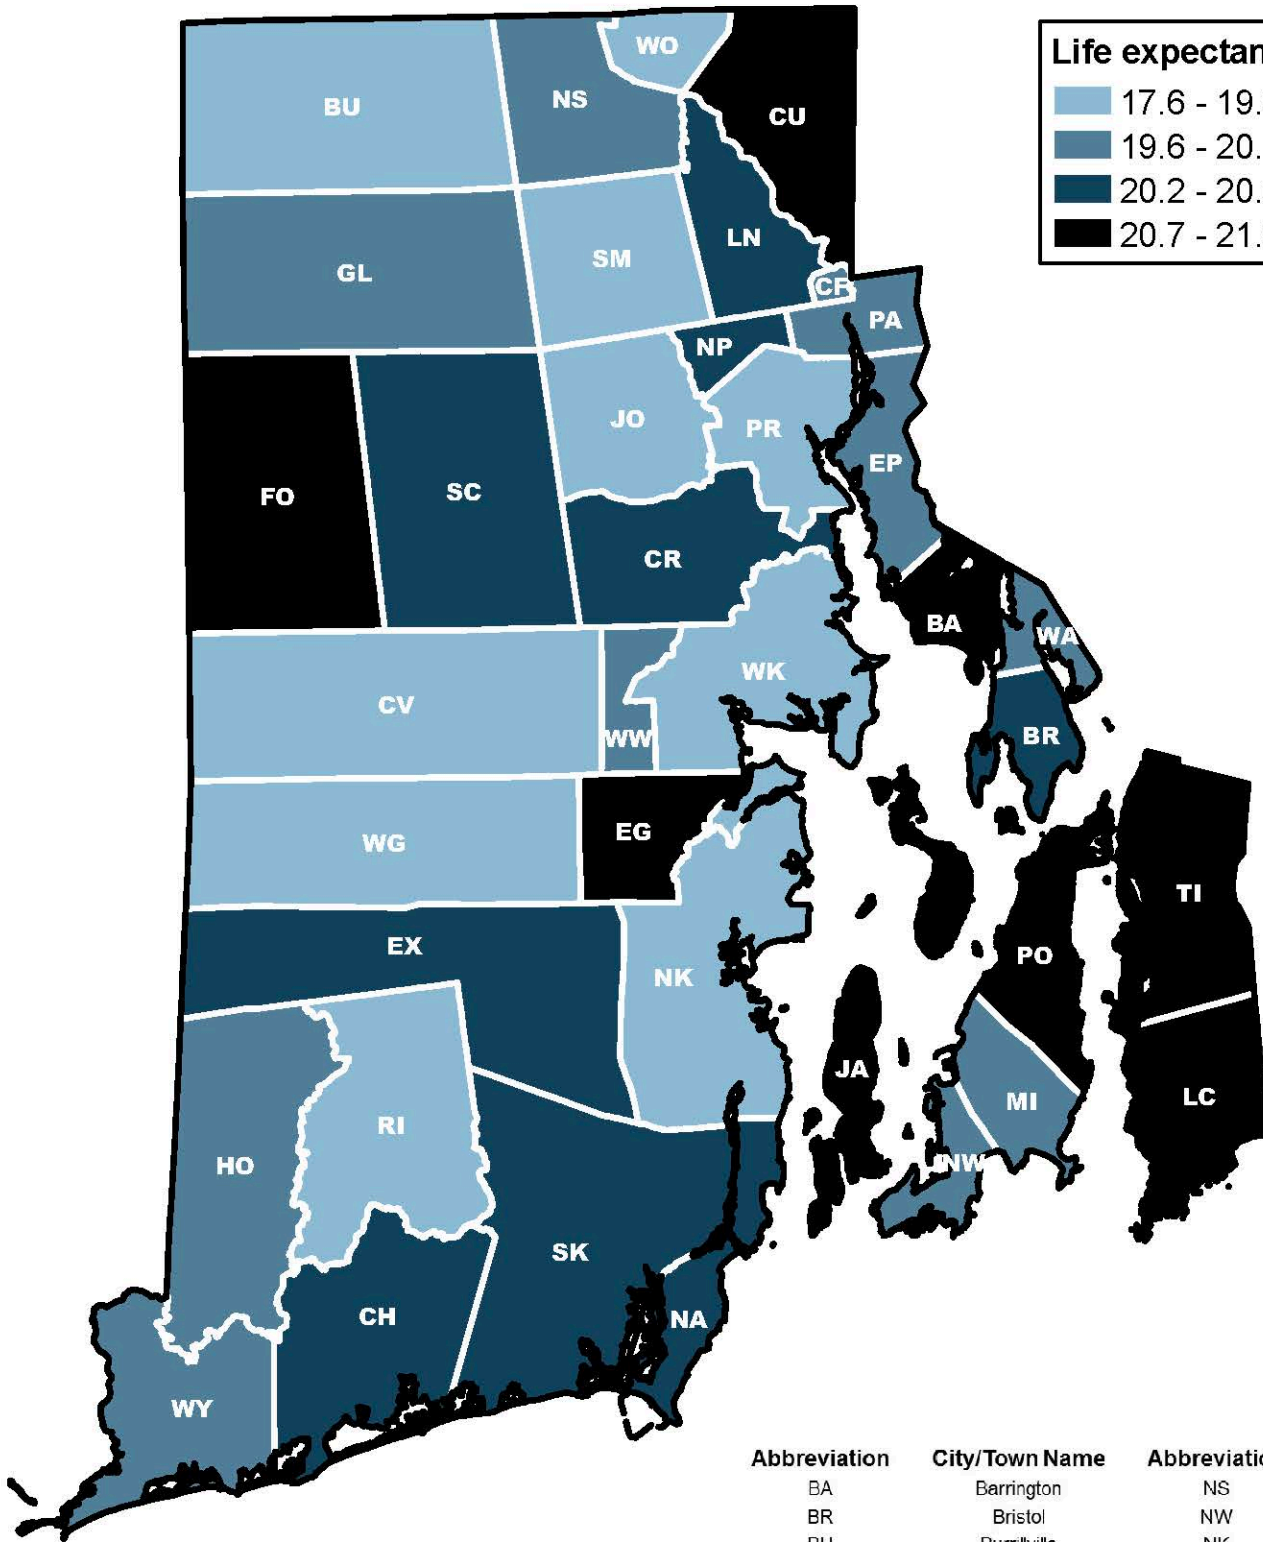 WO
Life expectan
BU
NS
17.6 - 19.
CU
19.6 - 20.
20.2 - 20.
LN
20.7 - 21.
SM
GL
CF
PA
NP
JO
PR
EP
SC
FO
CR
BA
WA
WK
CV
WW
BR
EG
WG
TI
EX
PO
NK
JA
LC
MI
RI
NW
HO
SK
CH
NA
WY
Abbreviation City/Town Name Abbreviatio
BA Barrington NS
BR Bristol NW
BU Burrillville NK